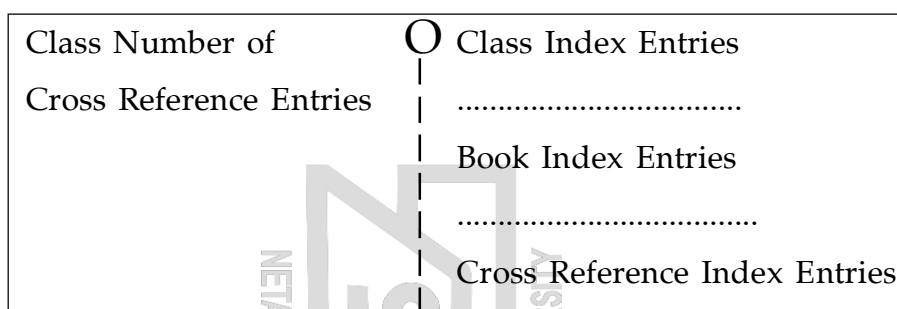 Class Number of
Cross Reference Entries
O Class Index Entries
...................................
Book Index Entries
.....................................
Cross Reference Index Entries